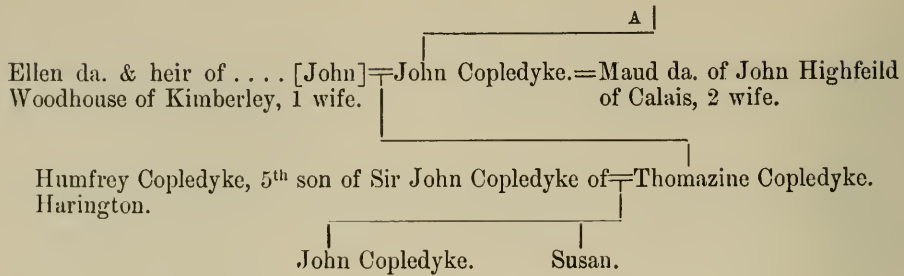 A
Ellen da. & heir of . . . . [John]=John Copledyke.=Maud da. of John Highfeild
Woodhouse of Kimberley, 1 wife. of Calais, 2 wife.
Humfrey Copledyke, 5th son of Sir John Copledyke of=Thomazine Copledyke.
Harington.
John Copledyke. Susan.